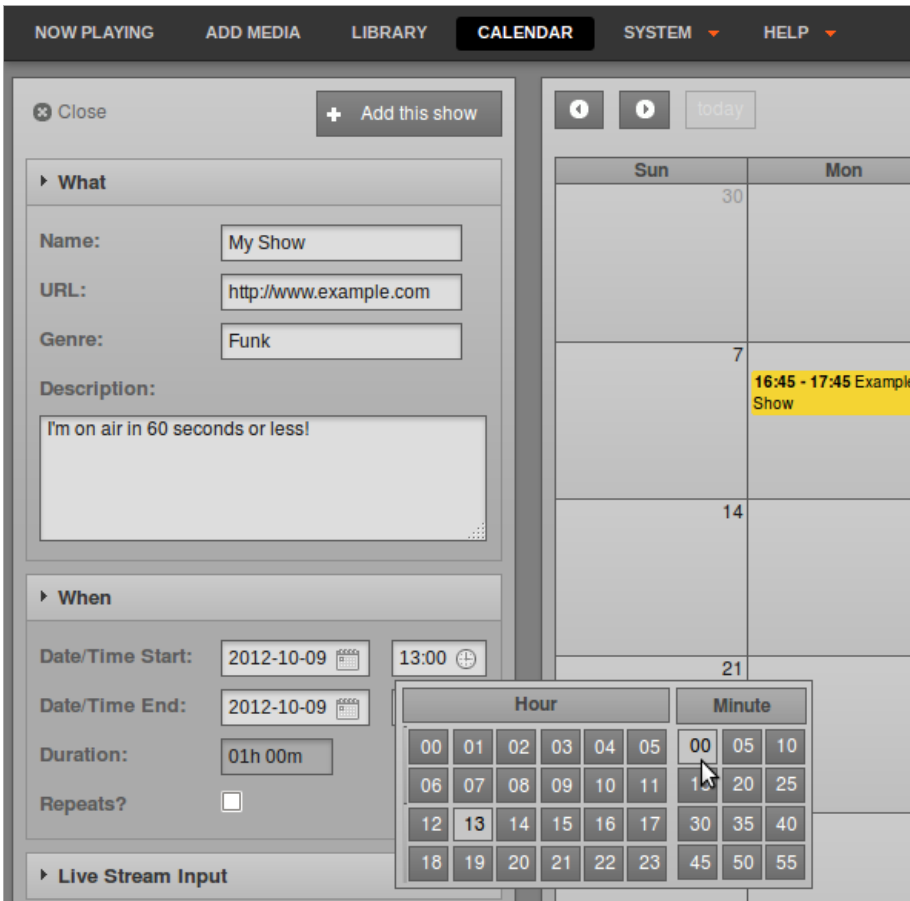 NOW PLAYING ADD MEDIA LIBRARY CALENDAR SYSTEM HELP
Close
Add this show
What
Name: My Show
URL: http://www.example.com
Genre: Funk
Description:
I'm on air in 60 seconds or less!
When
Date/Time Start: 2012-10-09 13:00
Date/Time End: 2012-10-09
Duration: 01h 00m
Repeats?
Live Stream Input
Hour Minute
00 01 02 03 04 05 00 05 10
06 07 08 09 10 11 20 25
12 13 14 15 16 17 30 35 40
18 19 20 21 22 23 45 50 55
today
Sun Mon
30
7
16:45 - 17:45 Example
Show
14
21